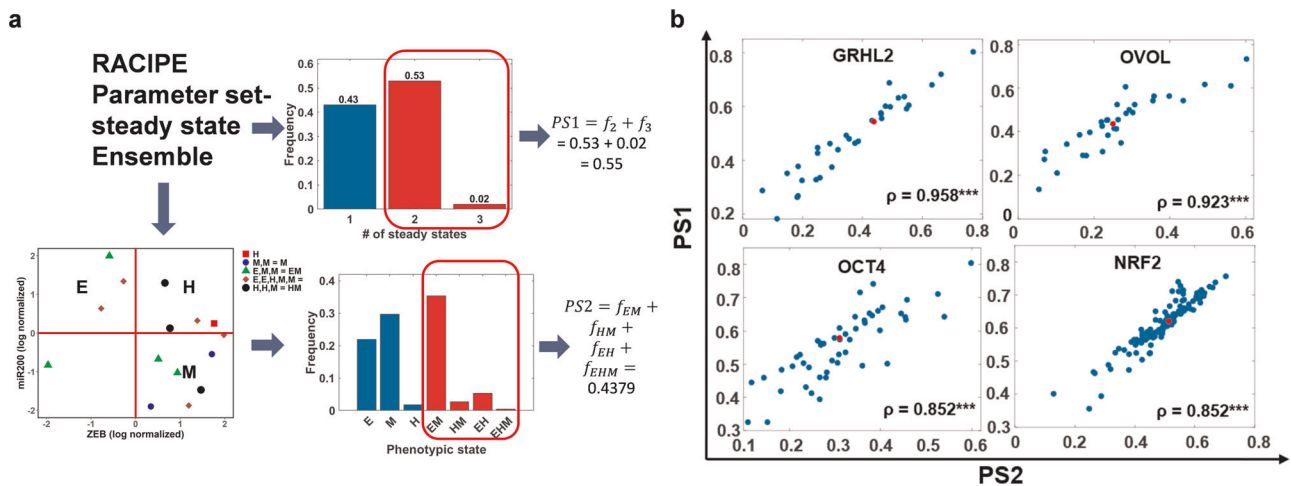 a
RACIPE
Parameter set-
steady state
Ensemble
Frequency
0.6
0.5
0.4
0.3
0.2
0.1
0
0.43
0.53
0.02
1
2
3
# of steady states
PS1 = f2 + f3
= 0.53 + 0.02
= 0.55
miR200 (log normalized)
2
1
0
-1
-2
E
H
M
-2
-1
0
1
2
ZEB (log normalized)
H
M,M = M
E,M,M = EM
E,E,H,M,M =
H,H,M = HM
Frequency
0.4
0.3
0.2
0.1
0
E
M
H
EM
HM
EH
EHM
Phenotypic state
PS2 = fEM +
fHM +
fEH +
fEHM =
0.4379
b
PS1
GRHL2
0.8
0.6
0.4
0.2
ρ = 0.958***
0
0.2
0.4
0.6
0.8
OVOL
0.8
0.6
0.4
0.2
0
ρ = 0.923***
0
0.2
0.4
0.6
OCT4
0.8
0.7
0.6
0.5
0.4
0.3
ρ = 0.852***
0.1
0.2
0.3
0.4
0.5
0.6
NRF2
0.8
0.7
0.6
0.5
0.4
0.3
ρ = 0.852***
0
0.2
0.4
0.6
0.8
PS2